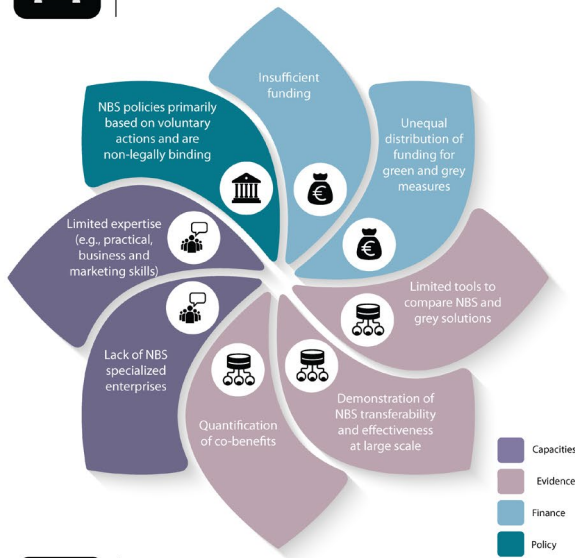 Insufficient
funding
Unequal
distribution of
funding for
green and grey
measures
Limited tools to
compare NBS and
grey solutions
Demonstration of
NBS transferability
and effectiveness
at large scale
Quantification
of co-benefits
Lack of NBS
specialized
enterprises
Limited expertise
(e.g., practical,
business and
marketing skills)
NBS policies primarily
based on voluntary
actions and are
non-legally binding
€
€
Capacities
Evidence
Finance
Policy